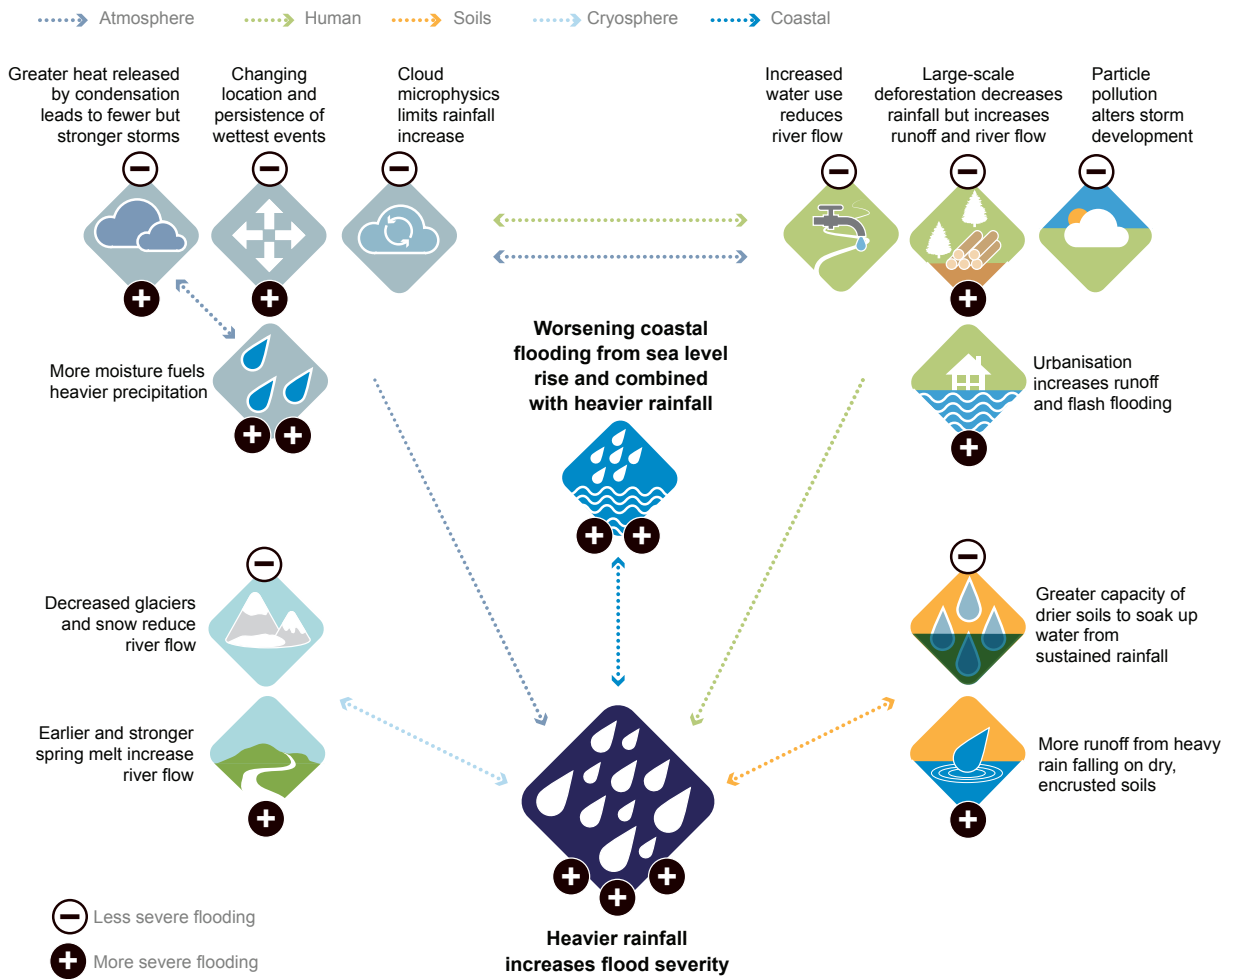 Atmosphere
Human
Soils
Cryosphere
Coastal
Greater heat released
by condensation
leads to fewer but
stronger storms
Changing
location and
persistence of
wettest events
Cloud
microphysics
limits rainfall
increase
Increased
water use
reduces
river flow
Large-scale
deforestation decreases
rainfall but increases
runoff and river flow
Particle
pollution
alters storm
development
More moisture fuels
heavier precipitation
Worsening coastal
flooding from sea level
rise and combined
with heavier rainfall
Urbanisation
increases runoff
and flash flooding
Decreased glaciers
and snow reduce
river flow
Greater capacity of
drier soils to soak up
water from
sustained rainfall
Earlier and stronger
spring melt increase
river flow
More runoff from heavy
rain falling on dry,
encrusted soils
Less severe flooding
More severe flooding
Heavier rainfall
increases flood severity